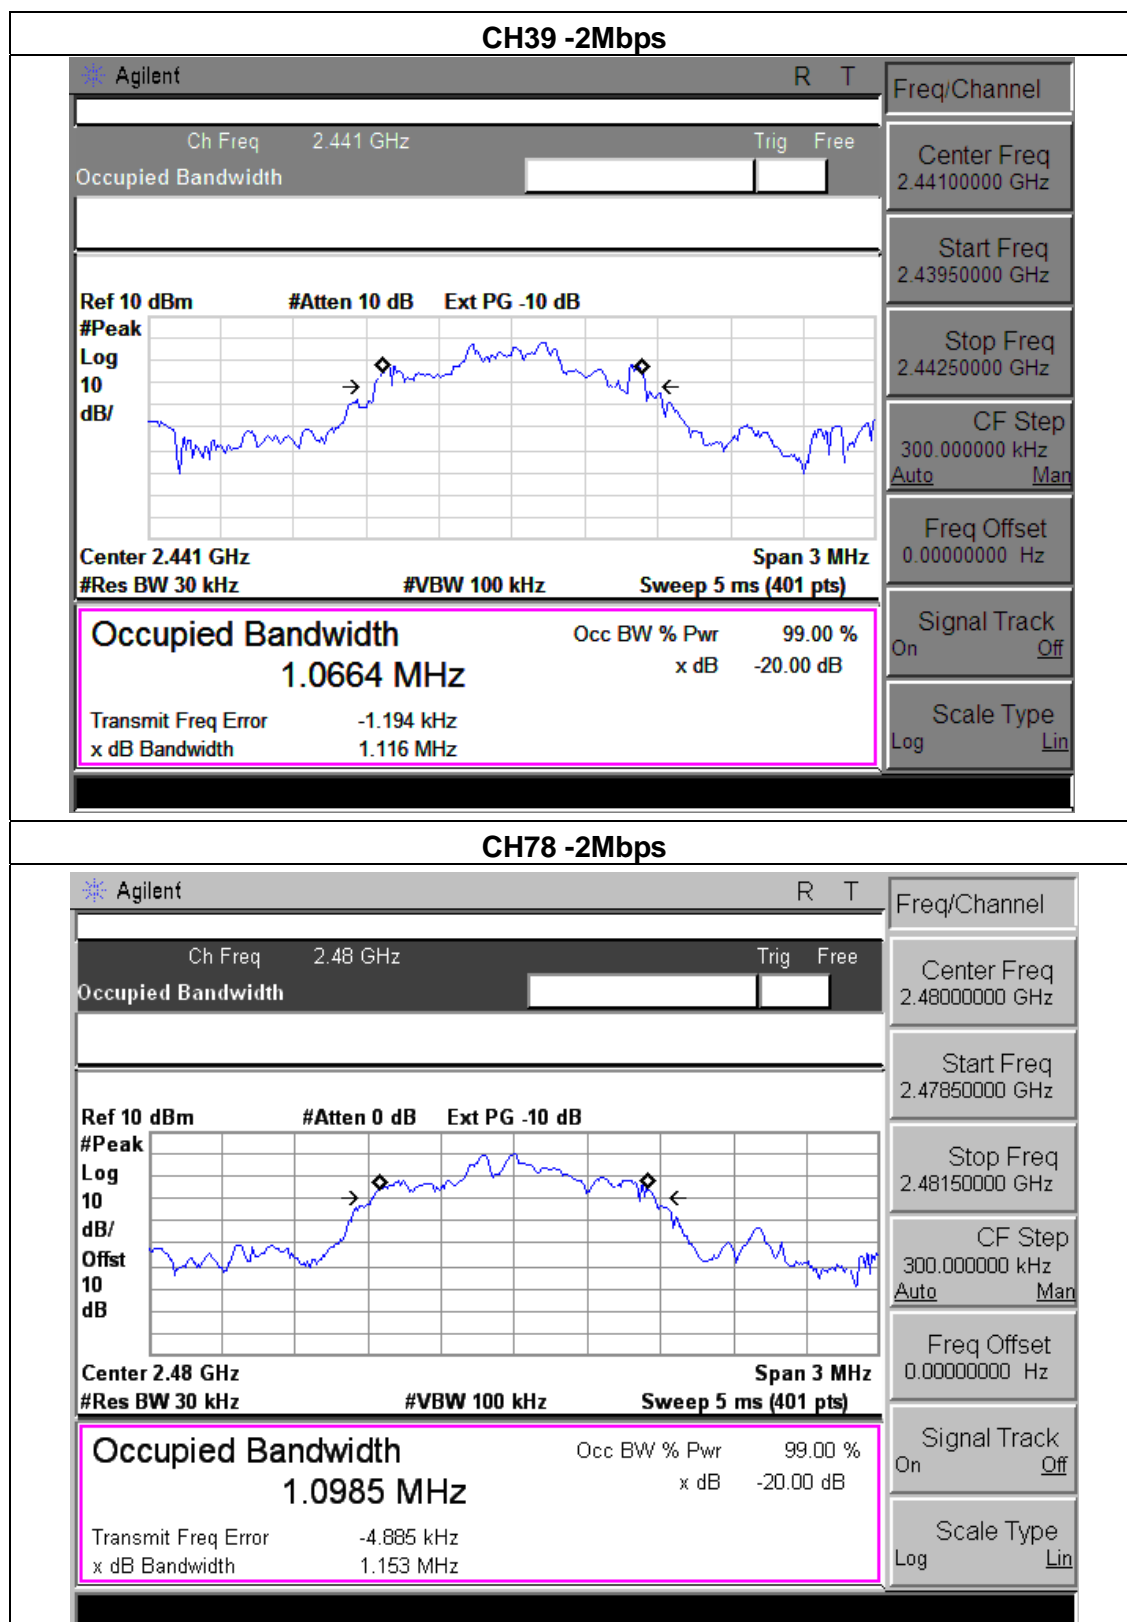 CH39 -2Mbps
Agilent R T
Freq/Channel
Ch Freq 2.441 GHz Trig Free
Occupied Bandwidth
Center Freq
2.44100000 GHz
Start Freq
2.43950000 GHz
Stop Freq
2.44250000 GHz
CF Step
300.000000 kHz
Auto Man
Freq Offset
0.00000000 Hz
Signal Track
On Off
Scale Type
Log Lin
Ref 10 dBm #Atten 10 dB Ext PG -10 dB
#Peak
Log
10
dB/
Center 2.441 GHz Span 3 MHz
#Res BW 30 kHz #VBW 100 kHz Sweep 5 ms (401 pts)
Occupied Bandwidth Occ BW % Pwr 99.00 %
1.0664 MHz x dB -20.00 dB
Transmit Freq Error -1.194 kHz
x dB Bandwidth 1.116 MHz
CH78 -2Mbps
Agilent R T
Freq/Channel
Ch Freq 2.48 GHz Trig Free
Occupied Bandwidth
Center Freq
2.48000000 GHz
Start Freq
2.47850000 GHz
Stop Freq
2.48150000 GHz
CF Step
300.000000 kHz
Auto Man
Freq Offset
0.00000000 Hz
Signal Track
On Off
Scale Type
Log Lin
Ref 10 dBm #Atten 0 dB Ext PG -10 dB
#Peak
Log
10
dB/
Offst
10
dB
Center 2.48 GHz Span 3 MHz
#Res BW 30 kHz #VBW 100 kHz Sweep 5 ms (401 pts)
Occupied Bandwidth Occ BW % Pwr 99.00 %
1.0985 MHz x dB -20.00 dB
Transmit Freq Error -4.885 kHz
x dB Bandwidth 1.153 MHz